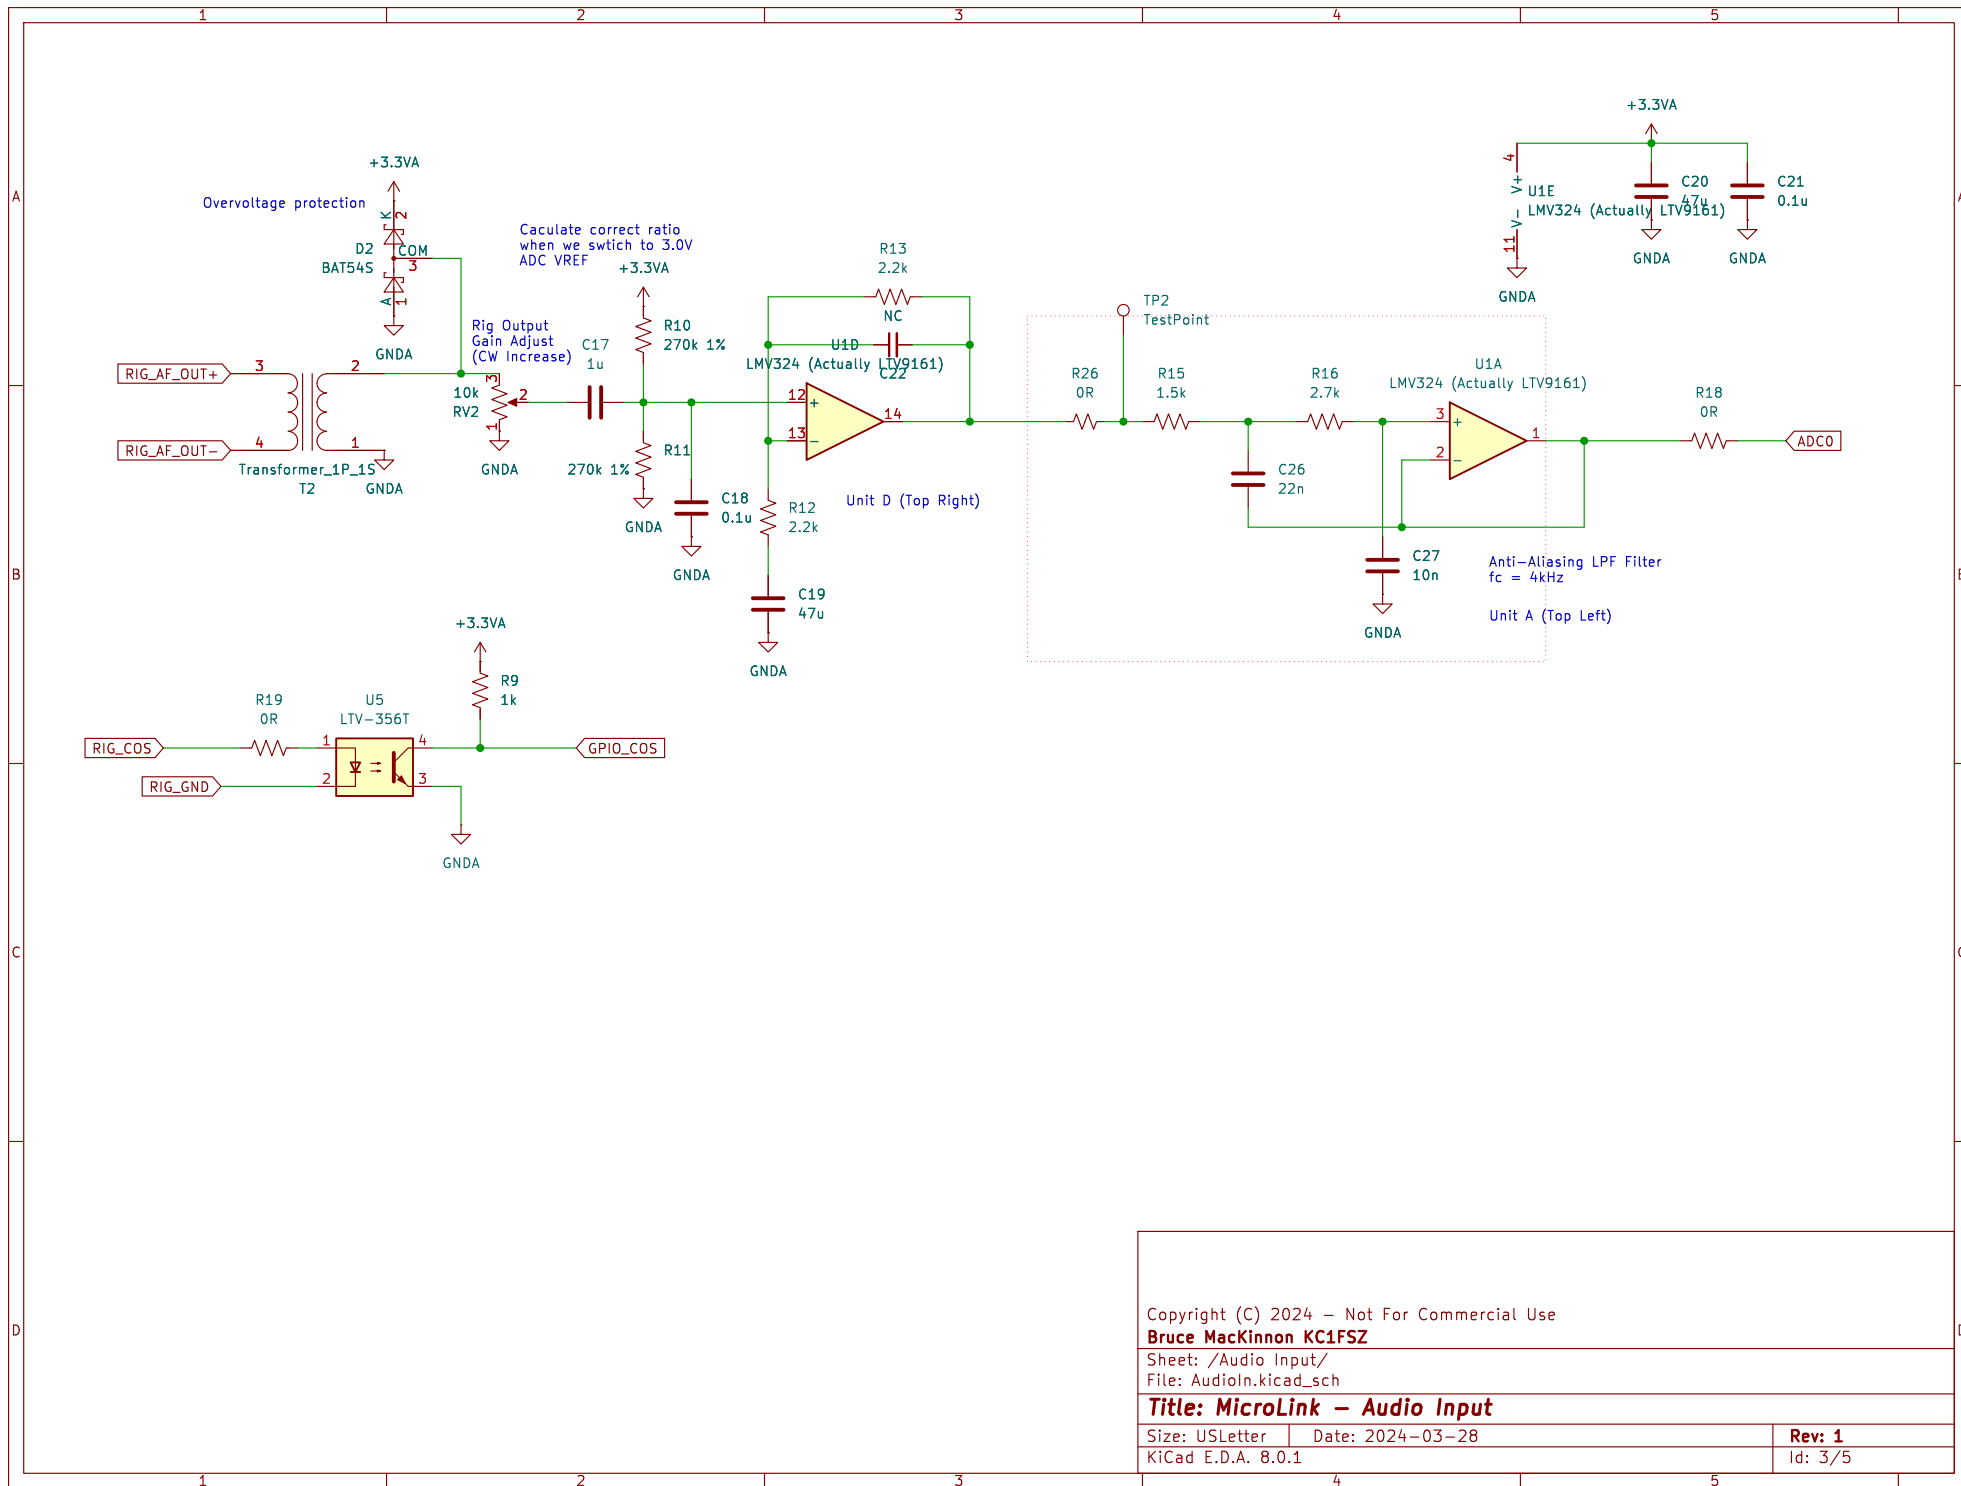 1 2 3 4 5
+3.3VA
+3.3VA
4
V+
U1E
V-
LMV324 (Actually LTV9161)
11
GNDA
C20
47u
GNDA
C21
0.1u
GNDA
A
Overvoltage protection
K
2
D2
BAT54S
COM
3
A
1
GNDA
Caculate correct ratio
when we swtich to 3.0V
ADC VREF
+3.3VA
R10
270k 1%
Rig Output
Gain Adjust
(CW Increase)
C17
1u
R13
2.2k
NC
U1D
LMV324 (Actually LTV9161)
C22
TP2
TestPoint
RIG_AF_OUT+
3
2
RIG_AF_OUT-
4
1
Transformer_1P_1S
T2
GNDA
10k
RV2
3
2
1
GNDA
R11
270k 1%
GNDA
C18
0.1u
GNDA
12
+
13
-
14
R12
2.2k
Unit D (Top Right)
C19
47u
GNDA
R26
0R
R15
1.5k
R16
2.7k
U1A
LMV324 (Actually LTV9161)
3
+
2
-
1
R18
0R
ADC0
C26
22n
C27
10n
GNDA
Anti-Aliasing LPF Filter
fc = 4kHz
Unit A (Top Left)
B
+3.3VA
R9
1k
R19
0R
U5
LTV-356T
RIG_COS
1
4
GPIO_COS
RIG_GND
2
3
GNDA
C
D
Copyright (C) 2024 - Not For Commercial Use
Bruce MacKinnon KC1FSZ
Sheet: /Audio Input/
File: AudioIn.kicad_sch
Title: MicroLink - Audio Input
Size: USLetter Date: 2024-03-28 Rev: 1
KiCad E.D.A. 8.0.1 Id: 3/5
1 2 3 4 5